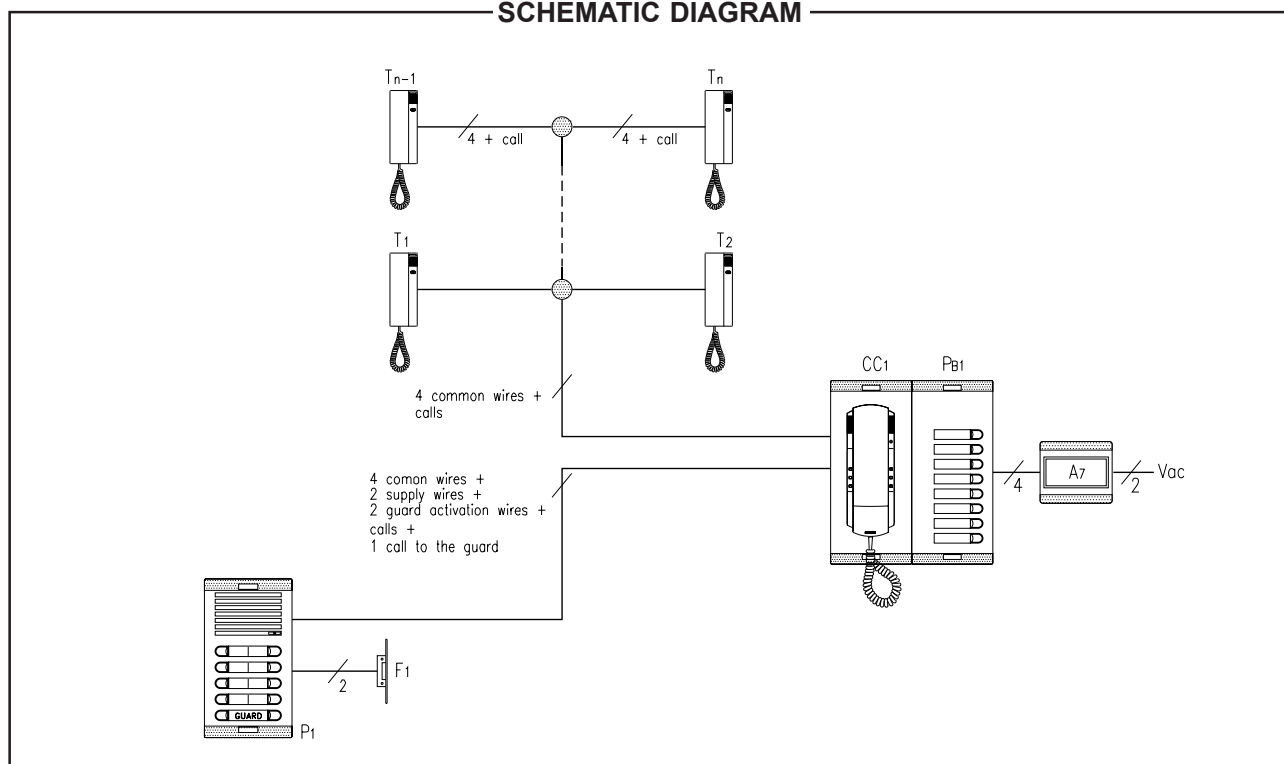 SCHEMATIC DIAGRAM
Tn-1
Tn
4 + call
4 + call
T1
T2
4 common wires +
calls
CC1
PB1
4 comon wires +
2 supply wires +
2 guard activation wires +
calls +
1 call to the guard
4
A7
2
Vac
2
F1
GUARD
P1